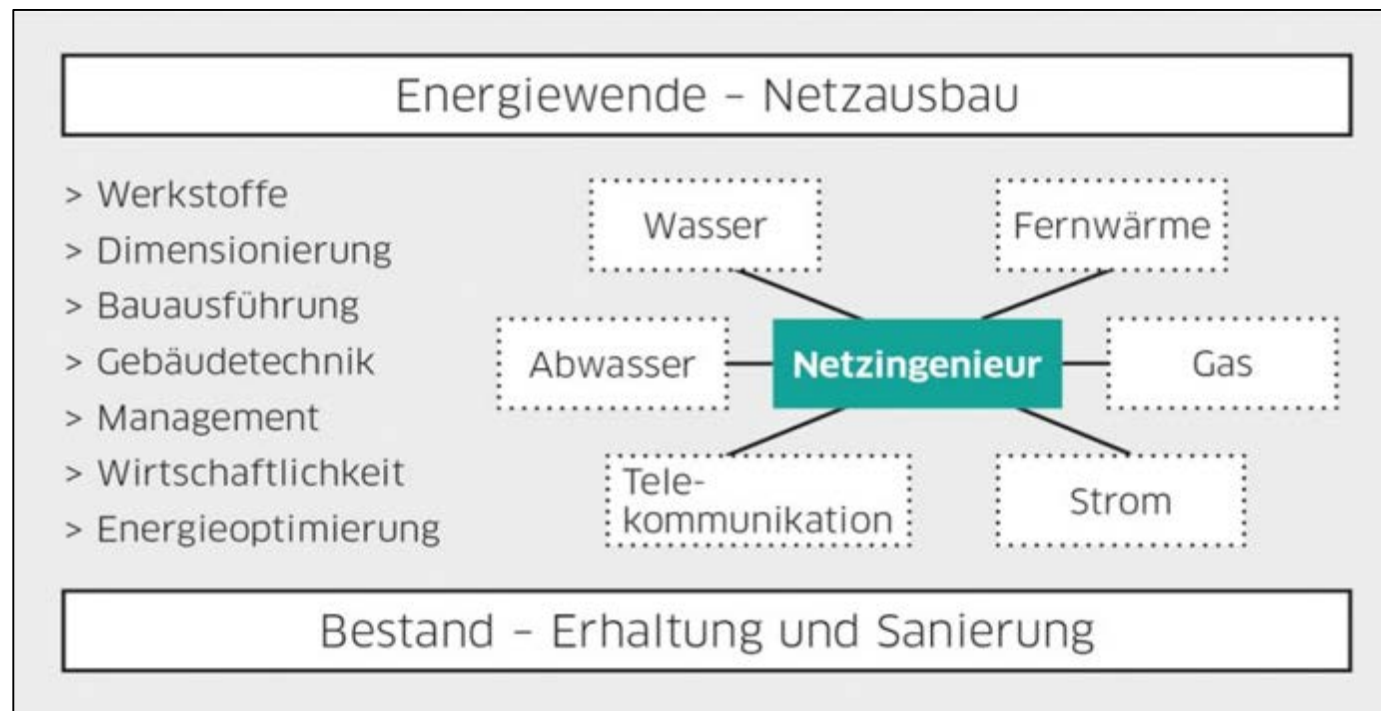 Energiewende – Netzausbau
> Werkstoffe
> Dimensionierung
> Bauausführung
> Gebäudetechnik
> Management
> Wirtschaftlichkeit
> Energieoptimierung
Wasser
Fernwärme
Abwasser
Netzingenieur
Gas
Tele-
kommunikation
Strom
Bestand – Erhaltung und Sanierung